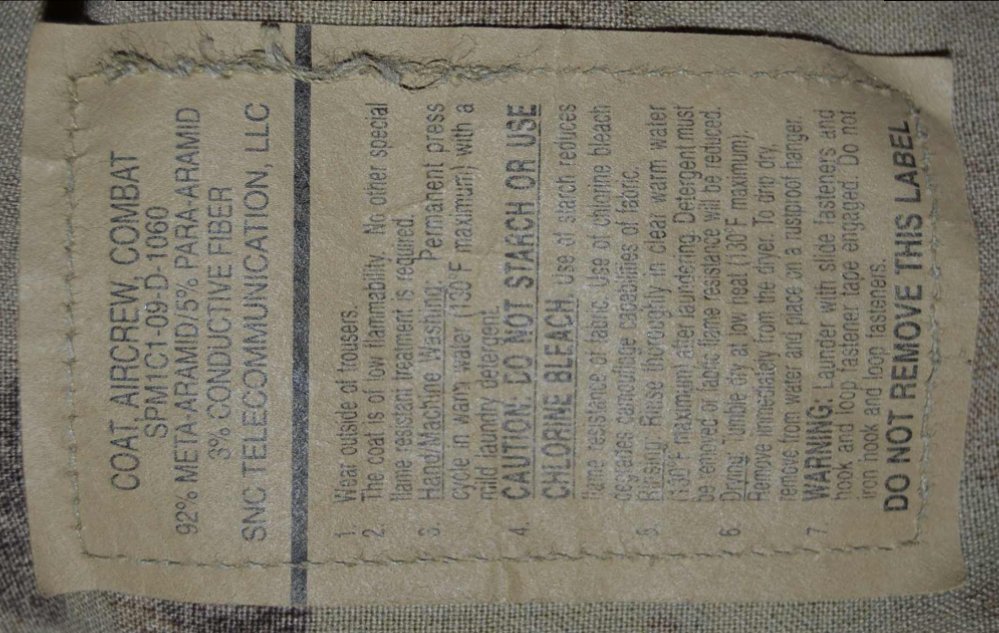 COAT, AIRCREW, COMBAT
SPM1C1-09-D-1060
92% META-ARAMID/5% PARA-ARAMID
3% CONDUCTIVE FIBER
SNC TELECOMMUNICATION, LLC
1. Wear outside of trousers.
2. The coat is of low flammability. No other special
flame resistant treatment is required.
3. Hand/Machine Washing: Permanent press
cycle in warm water (130°F maximum) with a
mild laundry detergent.
4. CAUTION: DO NOT STARCH OR USE
CHLORINE BLEACH. Use of starch reduces
flame resistance of fabric. Use of chlorine bleach
degrades camouflage capabilities of fabric.
5. Rinsing: Rinse thoroughly in clear warm water
(130°F maximum) after laundering. Detergent must
be removed or fabric flame resistance will be reduced.
6. Drying: Tumble dry at low heat (130°F maximum).
Remove immediately from the dryer. To drip dry,
remove from water and place on a rustproof hanger.
7. WARNING: Launder with slide fasteners and
hook and loop fastener tape engaged. Do not
iron hook and loop fasteners.
DO NOT REMOVE THIS LABEL